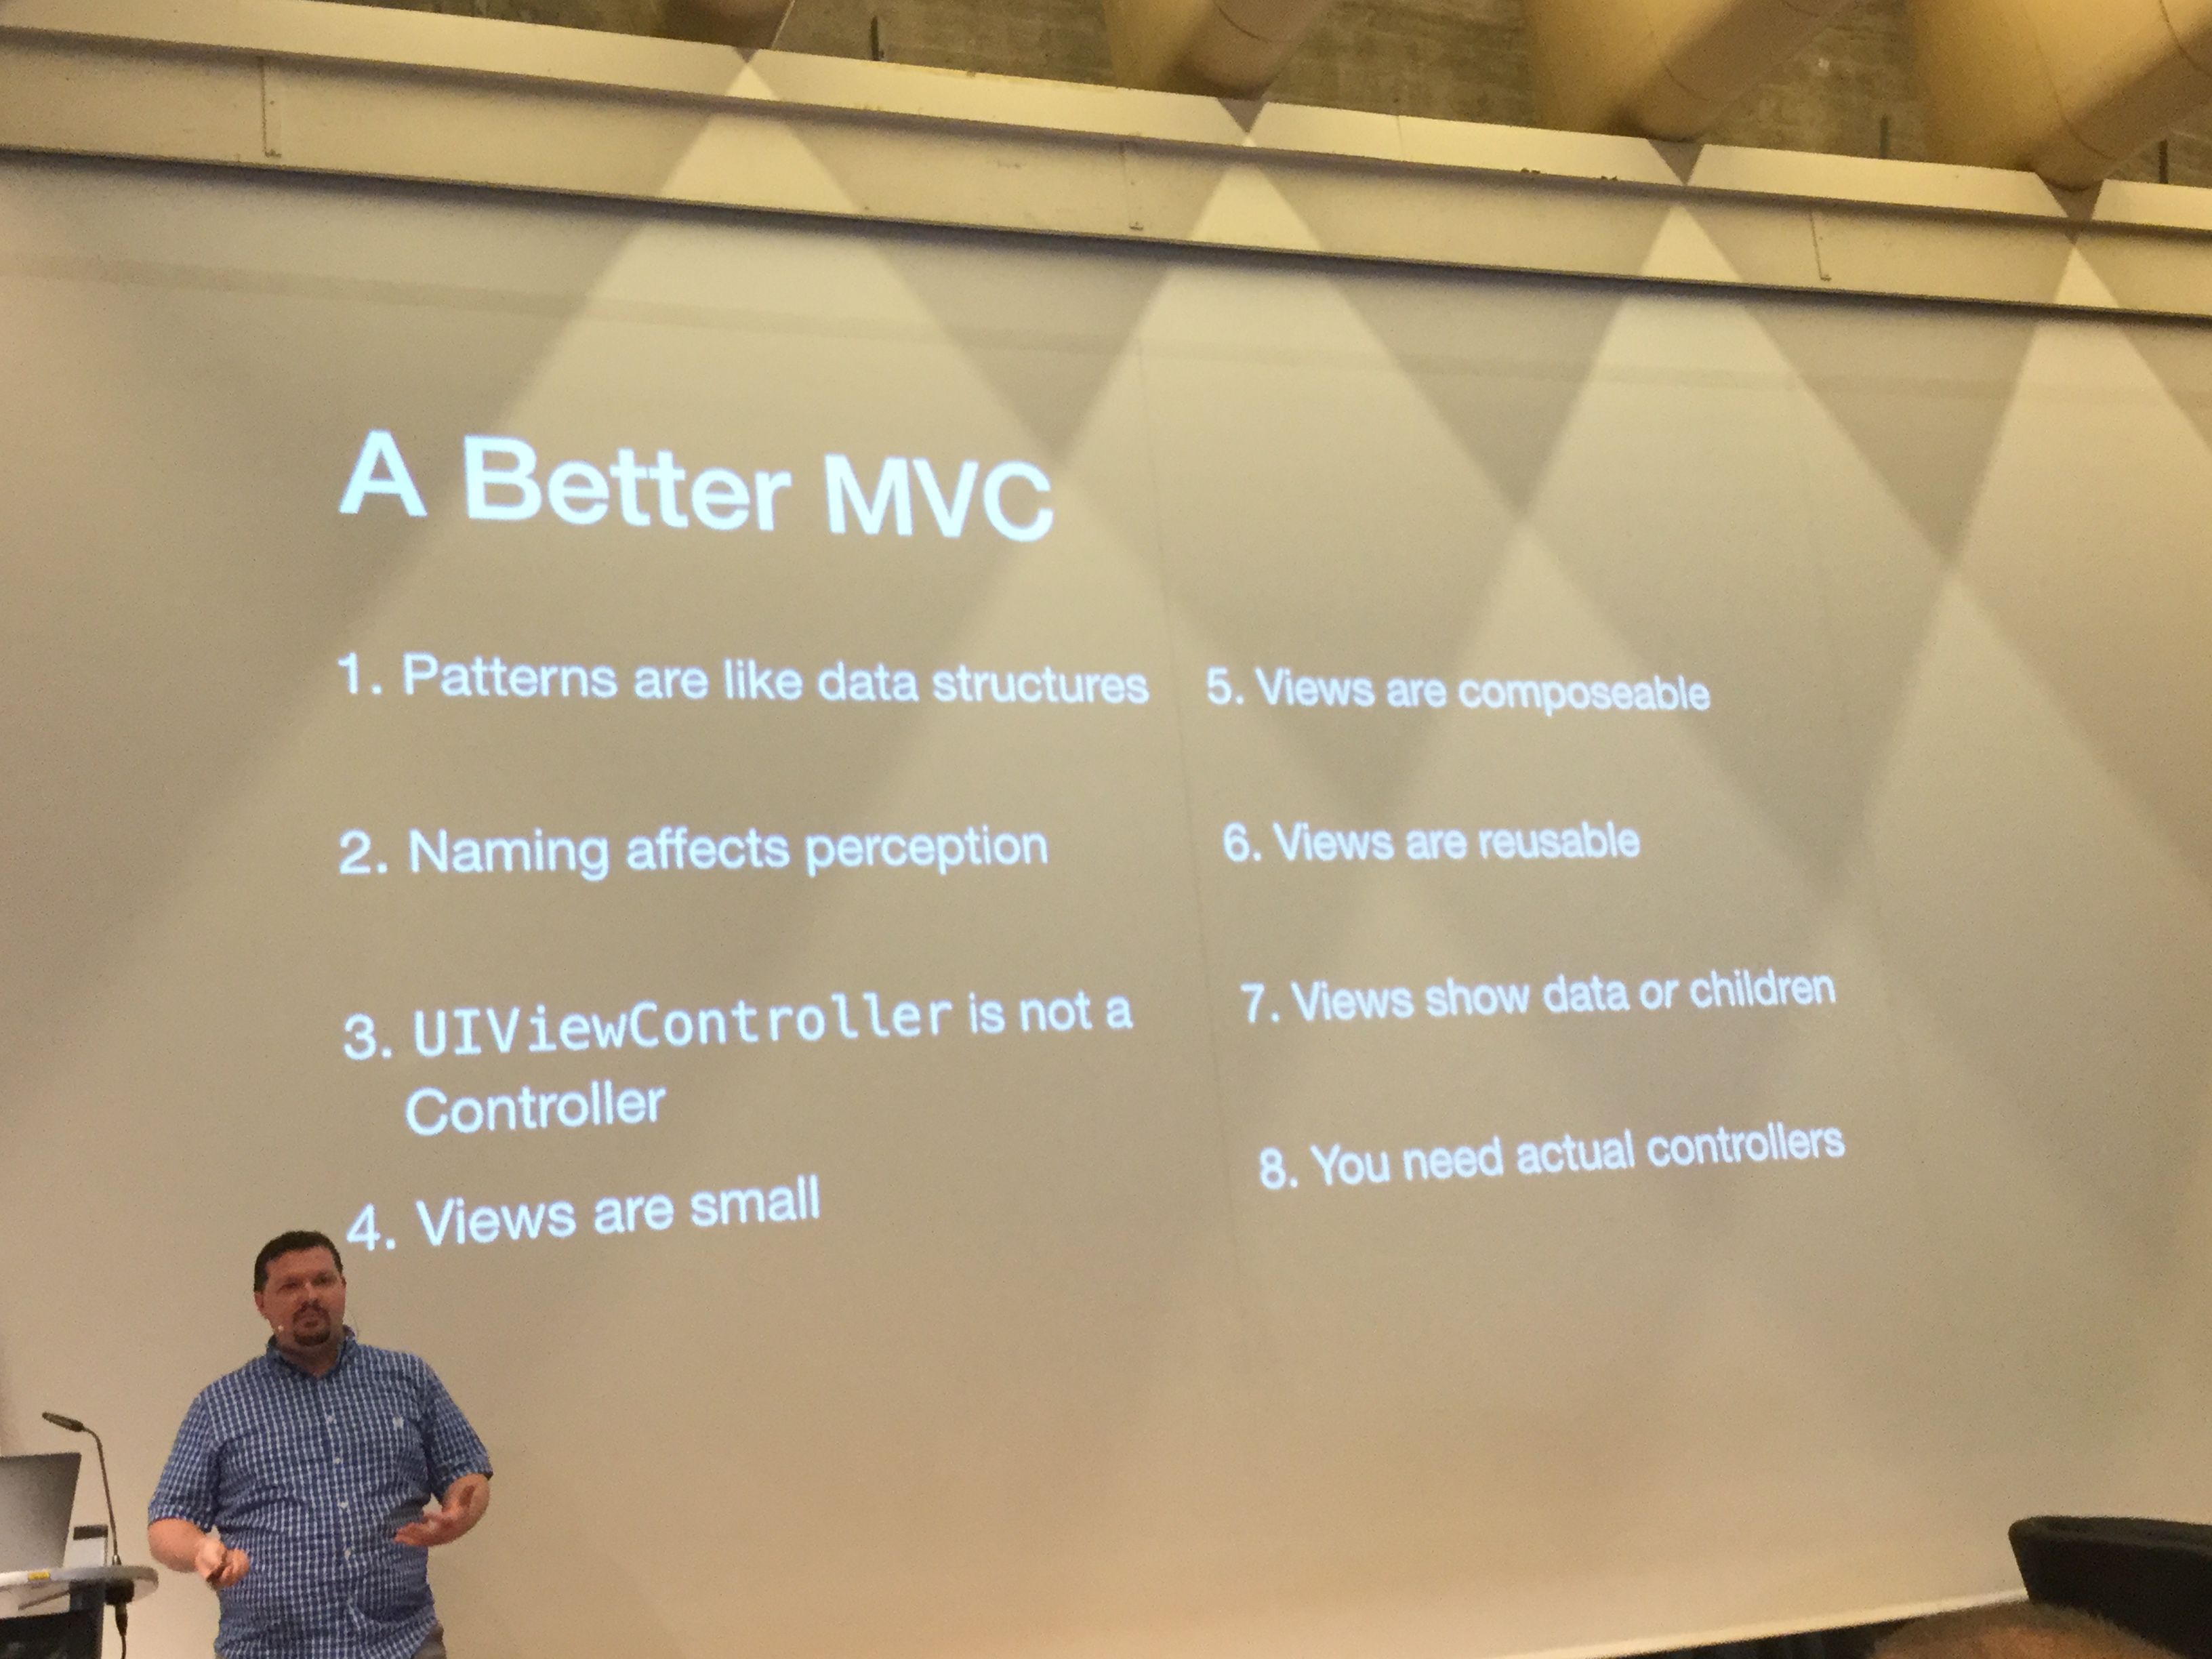 A Better MVC
1. Patterns are like data structures
2. Naming affects perception
3. UIViewController is not a
Controller
4. Views are small
5. Views are composeable
6. Views are reusable
7. Views show data or children
8. You need actual controllers